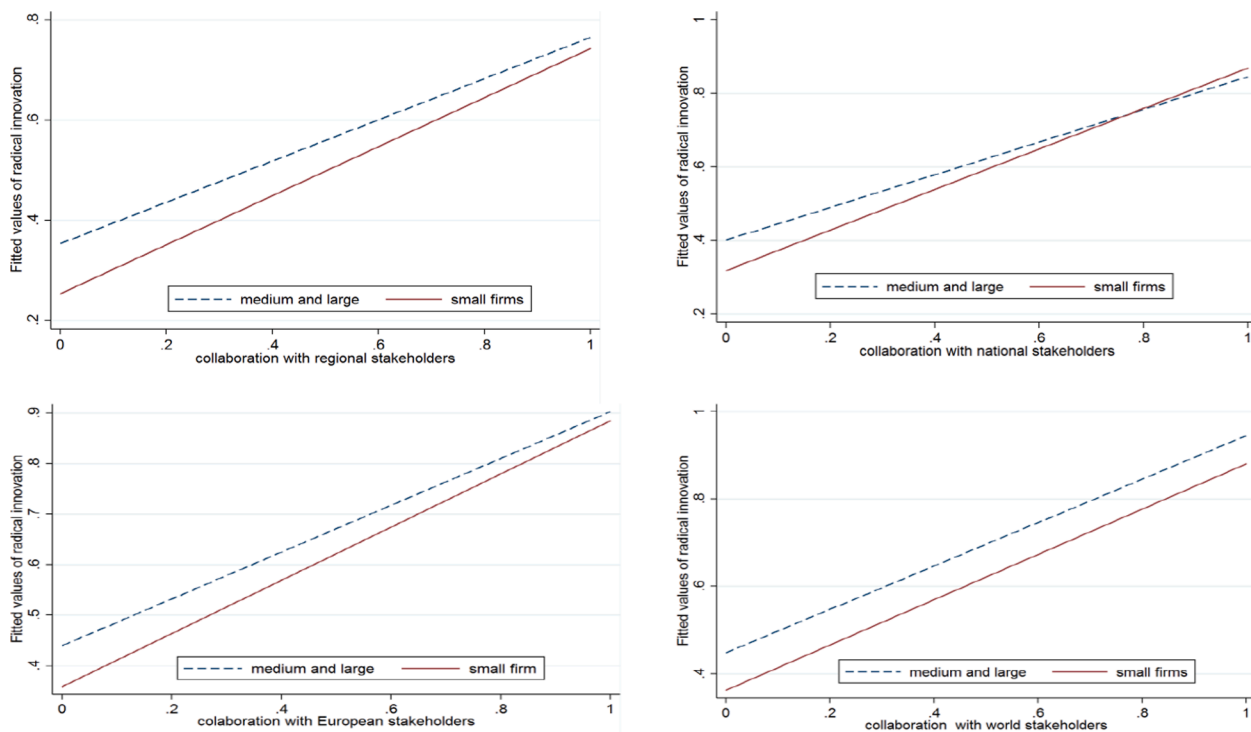 Fitted values of radical innovation
.8
.6
.4
.2
medium and large small firms
0 .2 .4 .6 .8 1
collaboration with regional stakeholders
Fitted values of radical innovation
1
.8
.6
.4
.2
medium and large small firms
0 .2 .4 .6 .8 1
collaboration with national stakeholders
Fitted values of radical innovation
.9
.8
.7
.6
.5
.4
medium and large small firm
0 .2 .4 .6 .8 1
colaboration with European stakeholders
Fitted values of radical innovation
1
.8
.6
.4
medium and large small firms
0 .2 .4 .6 .8 1
collaboration with world stakeholders